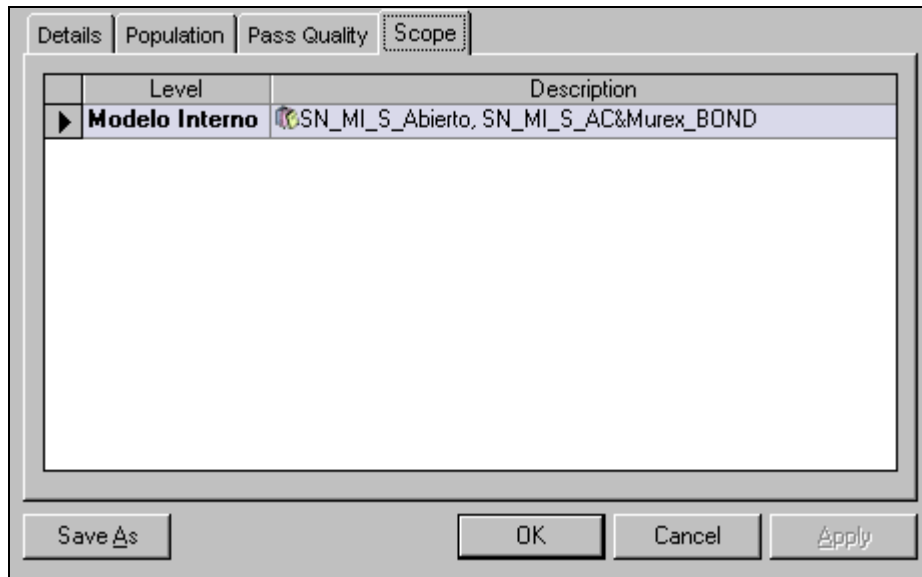 Details Population Pass Quality Scope
Level Description
Modelo Interno SN_MI_S_Abierto, SN_MI_S_AC&Murex_BOND
Save As OK Cancel Apply